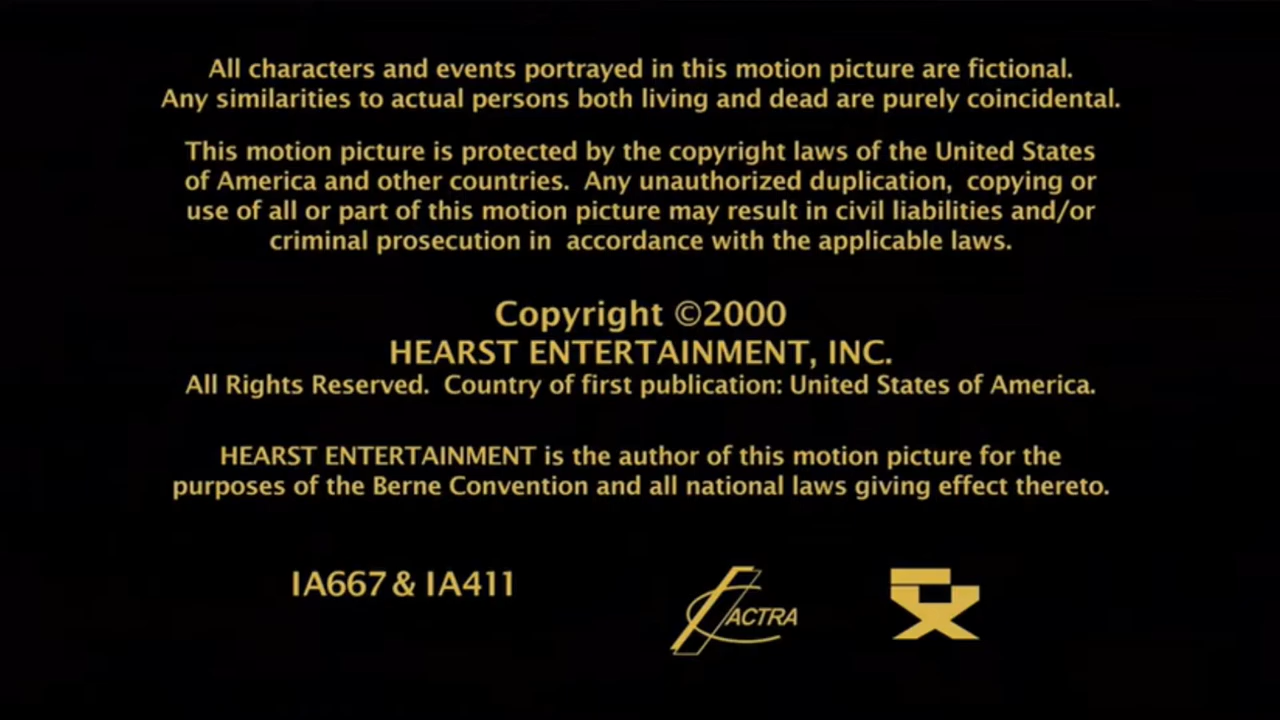 All characters and events portrayed in this motion picture are fictional.
Any similarities to actual persons both living and dead are purely coincidental.
This motion picture is protected by the copyright laws of the United States
of America and other countries.  Any unauthorized duplication,  copying or
use of all or part of this motion picture may result in civil liabilities and/or
criminal prosecution in  accordance with the applicable laws.
Copyright ©2000
HEARST ENTERTAINMENT, INC.
All Rights Reserved.  Country of first publication: United States of America.
HEARST ENTERTAINMENT is the author of this motion picture for the
purposes of the Berne Convention and all national laws giving effect thereto.
IA667 & IA411
ACTRA